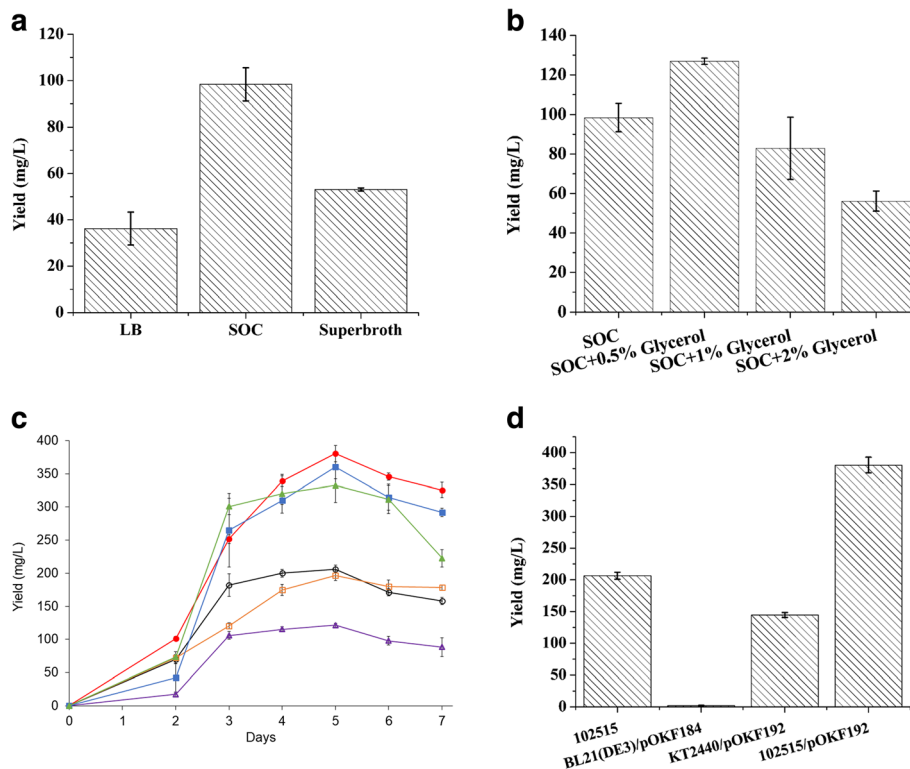 a
Yield (mg/L)
120
100
80
60
40
20
0
LB SOC Superbroth
b
Yield (mg/L)
140
120
100
80
60
40
20
0
SOC
SOC+0.5% Glycerol
SOC+1% Glycerol
SOC+2% Glycerol
c
Yield (mg/L)
400
350
300
250
200
150
100
50
0
0 1 2 3 4 5 6 7
Days
d
Yield (mg/L)
400
350
300
250
200
150
100
50
0
102515
BL21(DE3)/pOKF184
KT2440/pOKF192
102515/pOKF192